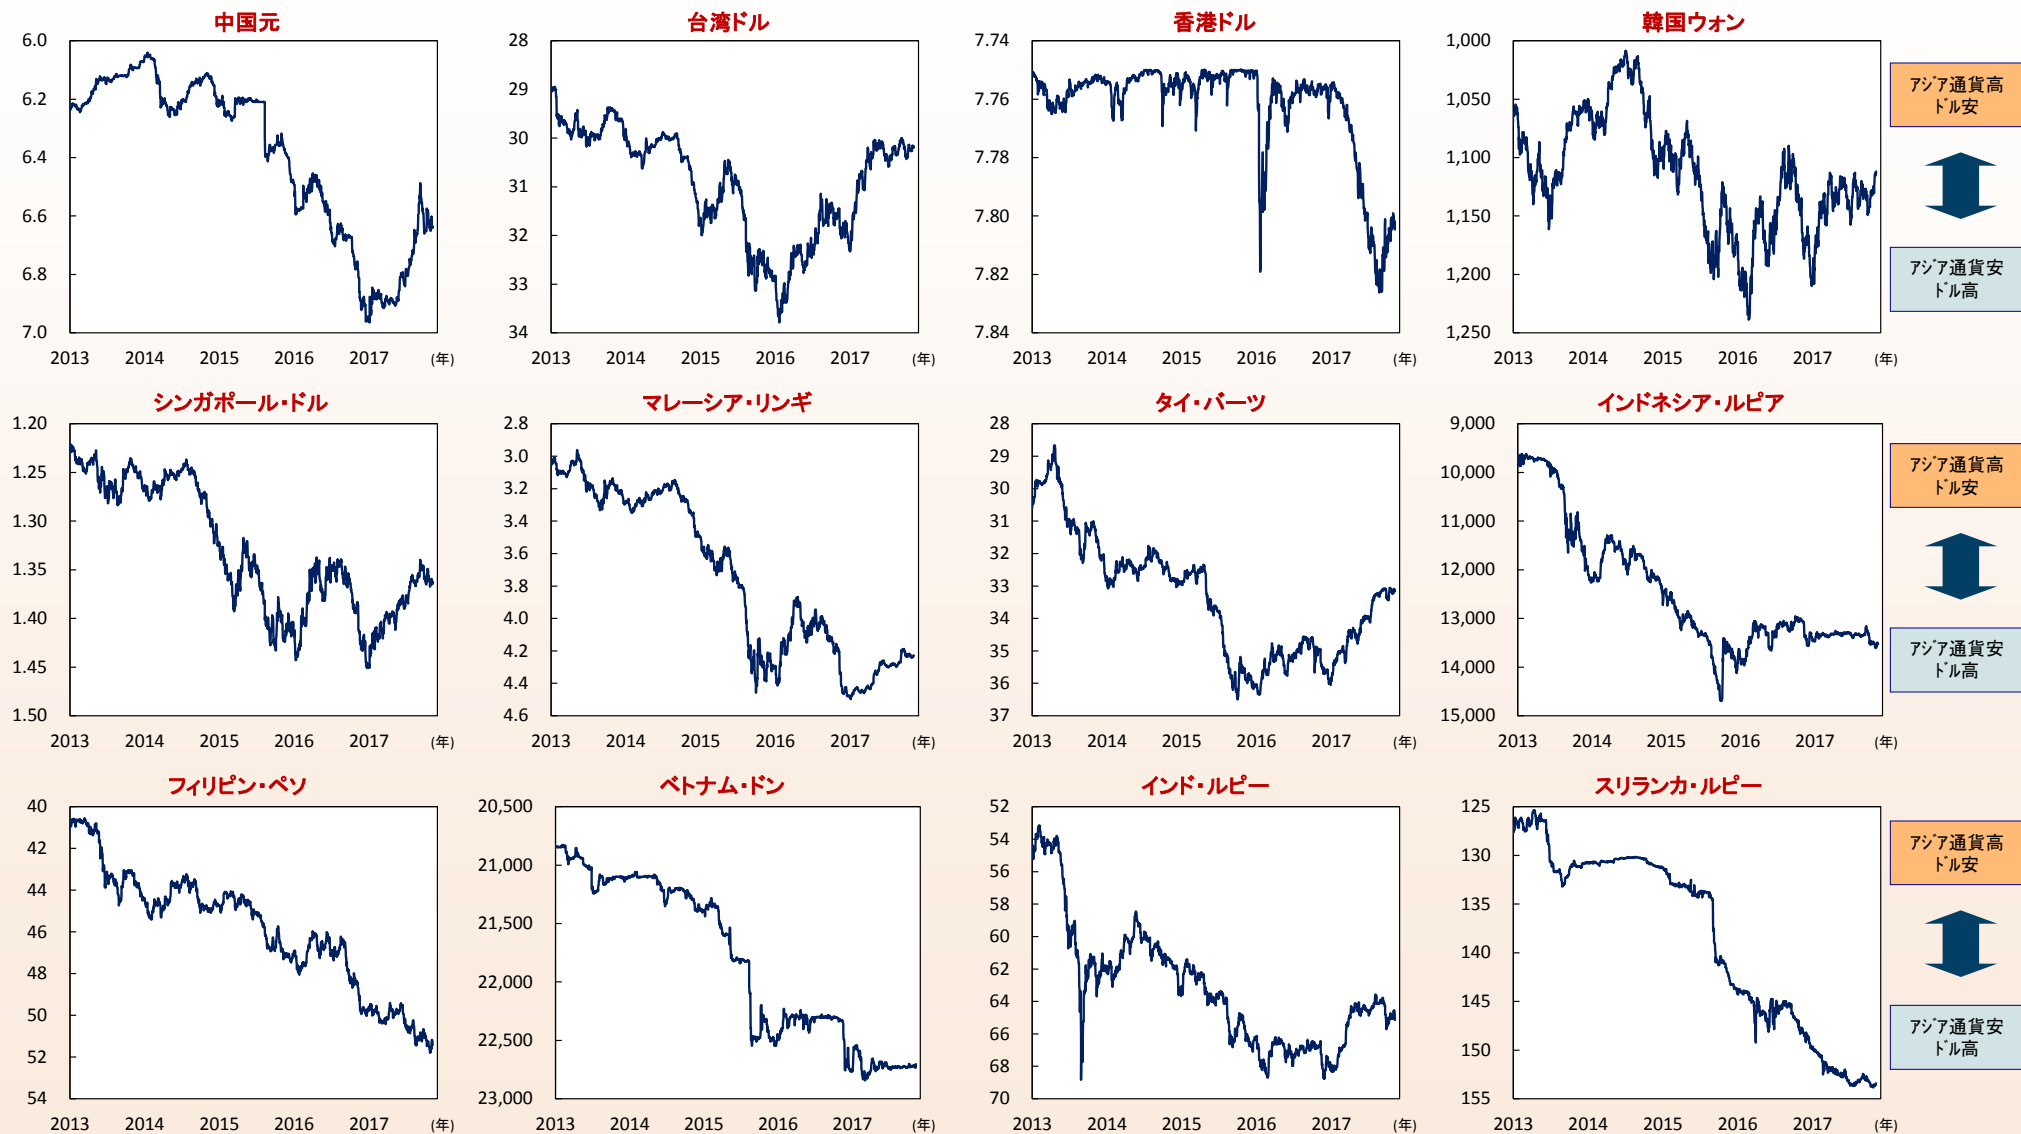 中国元
台湾ドル
香港ドル
韓国ウォン
6.0
6.2
6.4
6.6
6.8
7.0
2013 2014 2015 2016 2017 (年)
28
29
30
31
32
33
34
2013 2014 2015 2016 2017 (年)
7.74
7.76
7.78
7.80
7.82
7.84
2013 2014 2015 2016 2017 (年)
1,000
1,050
1,100
1,150
1,200
1,250
2013 2014 2015 2016 2017 (年)
アジア通貨高
ドル安
アジア通貨安
ドル高
シンガポール・ドル
マレーシア・リンギ
タイ・バーツ
インドネシア・ルピア
1.20
1.25
1.30
1.35
1.40
1.45
1.50
2013 2014 2015 2016 2017 (年)
2.8
3.0
3.2
3.4
3.6
3.8
4.0
4.2
4.4
4.6
2013 2014 2015 2016 2017 (年)
28
29
30
31
32
33
34
35
36
37
2013 2014 2015 2016 2017 (年)
9,000
10,000
11,000
12,000
13,000
14,000
15,000
2013 2014 2015 2016 2017 (年)
アジア通貨高
ドル安
アジア通貨安
ドル高
フィリピン・ペソ
ベトナム・ドン
インド・ルピー
スリランカ・ルピー
40
42
44
46
48
50
52
54
2013 2014 2015 2016 2017 (年)
20,500
21,000
21,500
22,000
22,500
23,000
2013 2014 2015 2016 2017 (年)
52
54
56
58
60
62
64
66
68
70
2013 2014 2015 2016 2017 (年)
125
130
135
140
145
150
155
2013 2014 2015 2016 2017 (年)
アジア通貨高
ドル安
アジア通貨安
ドル高